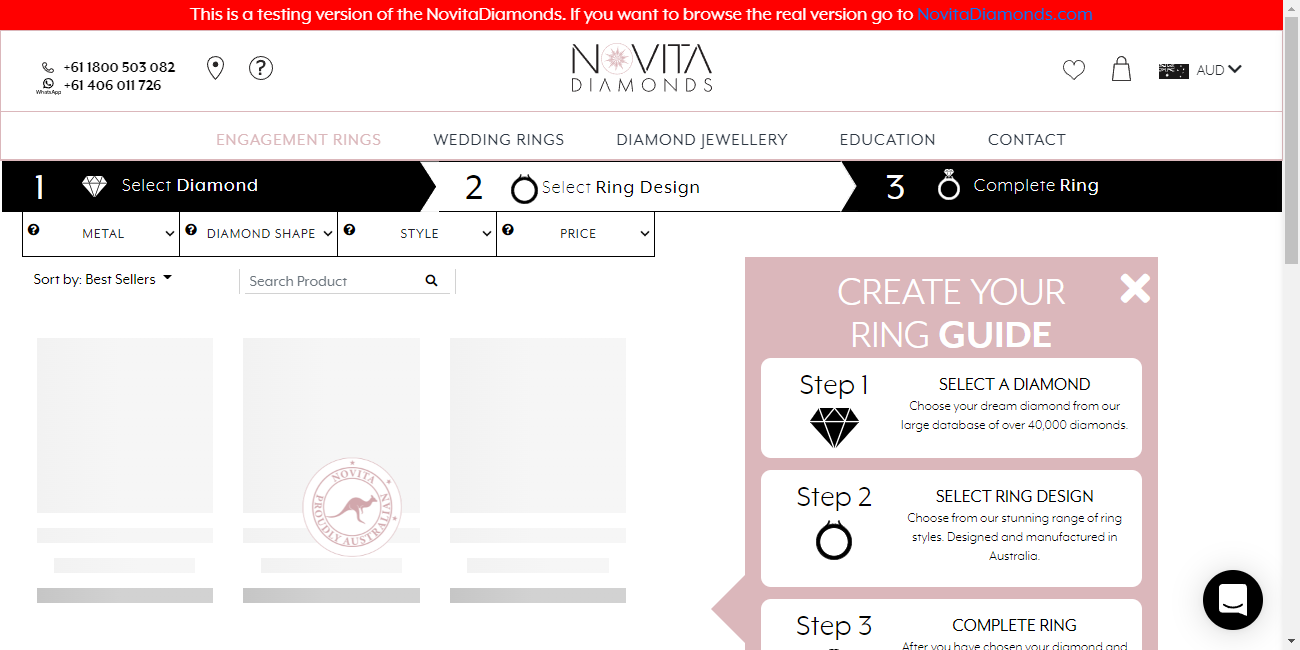 This is a testing version of the NovitaDiamonds. If you want to browse the real version go to NovitaDiamonds.com
+61 1800 503 082
WhatsApp
+61 406 011 726
?
NOVITA
DIAMONDS
AUD
ENGAGEMENT RINGS
WEDDING RINGS
DIAMOND JEWELLERY
EDUCATION
CONTACT
1 Select Diamond
2 Select Ring Design
3 Complete Ring
? METAL
? DIAMOND SHAPE
? STYLE
? PRICE
Sort by: Best Sellers
Search Product
NOVITA
PROUDLY AUSTRALIAN
CREATE YOUR
RING GUIDE
Step 1
SELECT A DIAMOND
Choose your dream diamond from our
large database of over 40,000 diamonds.
Step 2
SELECT RING DESIGN
Choose from our stunning range of ring
styles. Designed and manufactured in
Australia.
Step 3
COMPLETE RING
After you have chosen your diamond and